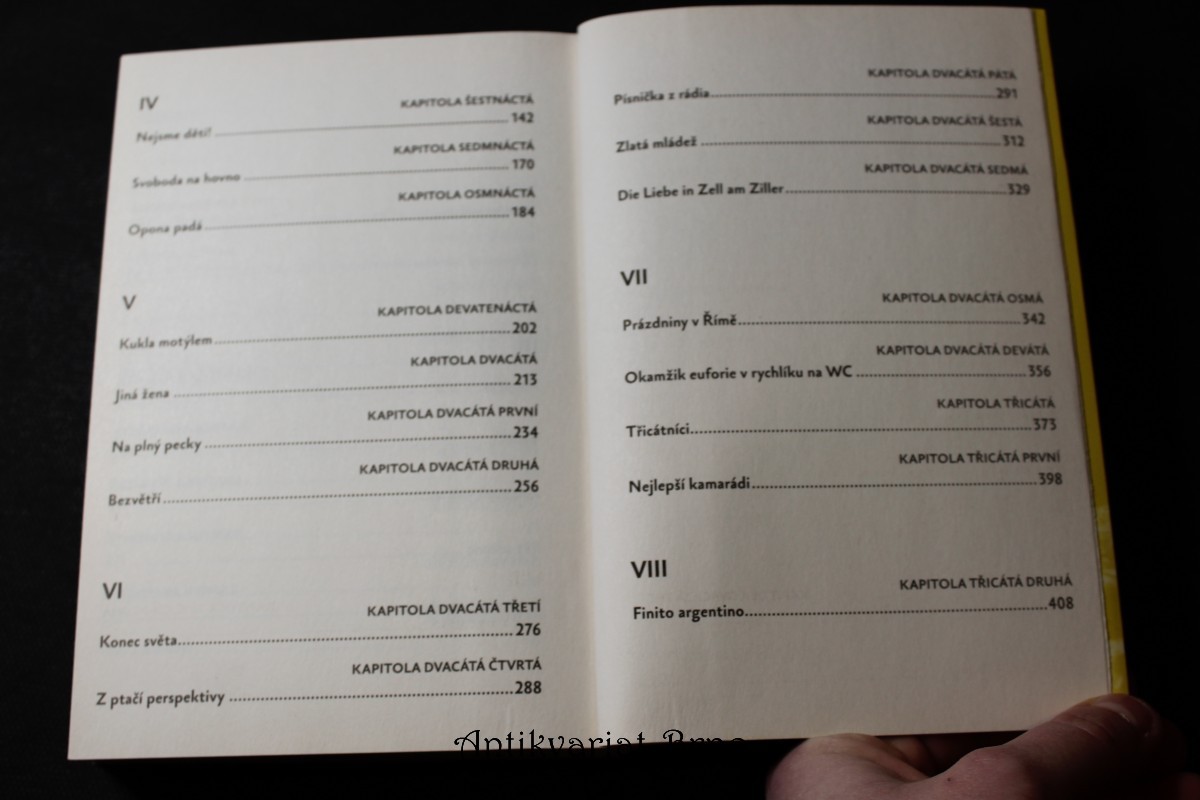 IV
KAPITOLA ŠESTNÁCTÁ
Nejsme děti! 142
KAPITOLA SEDMNÁCTÁ
Svoboda na hovno 170
KAPITOLA OSMNÁCTÁ
Opona padá 184
V
KAPITOLA DEVATENÁCTÁ
Kukla motýlem 202
KAPITOLA DVACÁTÁ
Jiná žena 213
KAPITOLA DVACÁTÁ PRVNÍ
Na plný pecky 234
KAPITOLA DVACÁTÁ DRUHÁ
Bezvětří 256
VI
KAPITOLA DVACÁTÁ TŘETÍ
Konec světa 276
KAPITOLA DVACÁTÁ ČTVRTÁ
Z ptačí perspektivy 288
KAPITOLA DVACÁTÁ PÁTÁ
Písnička z rádia 291
KAPITOLA DVACÁTÁ ŠESTÁ
Zlatá mládež 312
KAPITOLA DVACÁTÁ SEDMÁ
Die Liebe in Zell am Ziller 329
VII
KAPITOLA DVACÁTÁ OSMÁ
Prázdniny v Římě 342
KAPITOLA DVACÁTÁ DEVÁTÁ
Okamžik euforie v rychlíku na WC 356
KAPITOLA TŘICÁTÁ
Třicátníci 373
KAPITOLA TŘICÁTÁ PRVNÍ
Nejlepší kamarádi 398
VIII
KAPITOLA TŘICÁTÁ DRUHÁ
Finito argentino 408
Antikvariat Brno